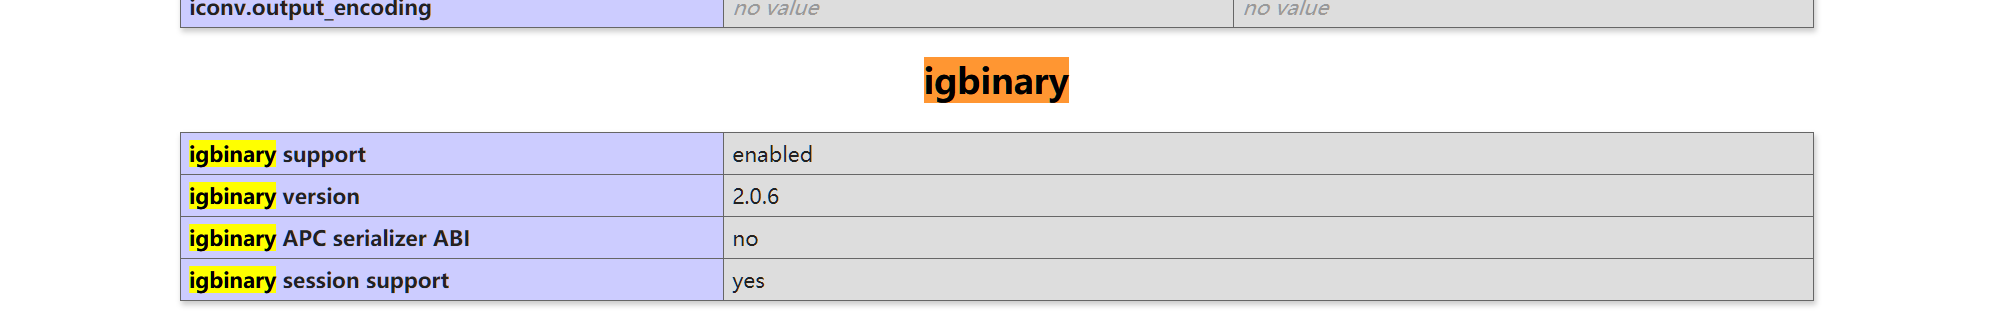 iconv.output_encoding no value no value
igbinary
igbinary support enabled
igbinary version 2.0.6
igbinary APC serializer ABI no
igbinary session support yes